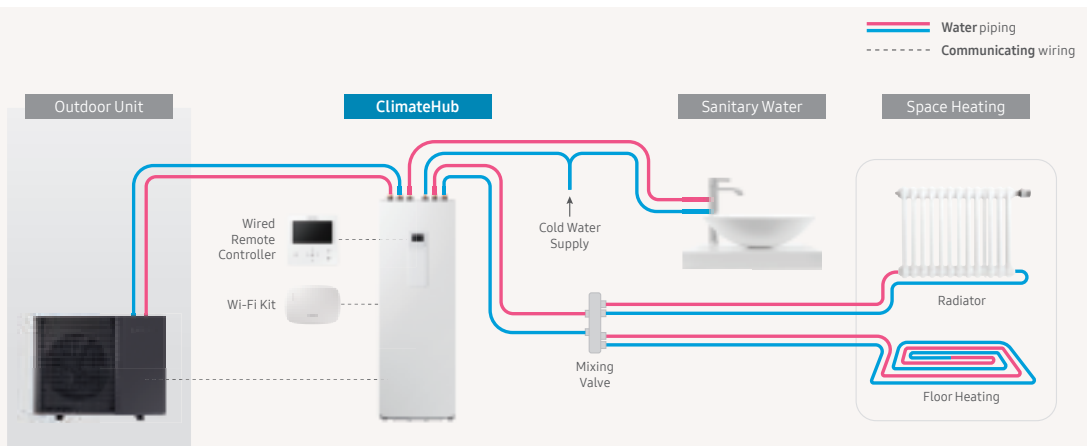 Water piping
Communicating wiring
Outdoor Unit
ClimateHub
Sanitary Water
Space Heating
Wired
Remote
Controller
Cold Water
Supply
Wi-Fi Kit
Radiator
Mixing
Valve
Floor Heating